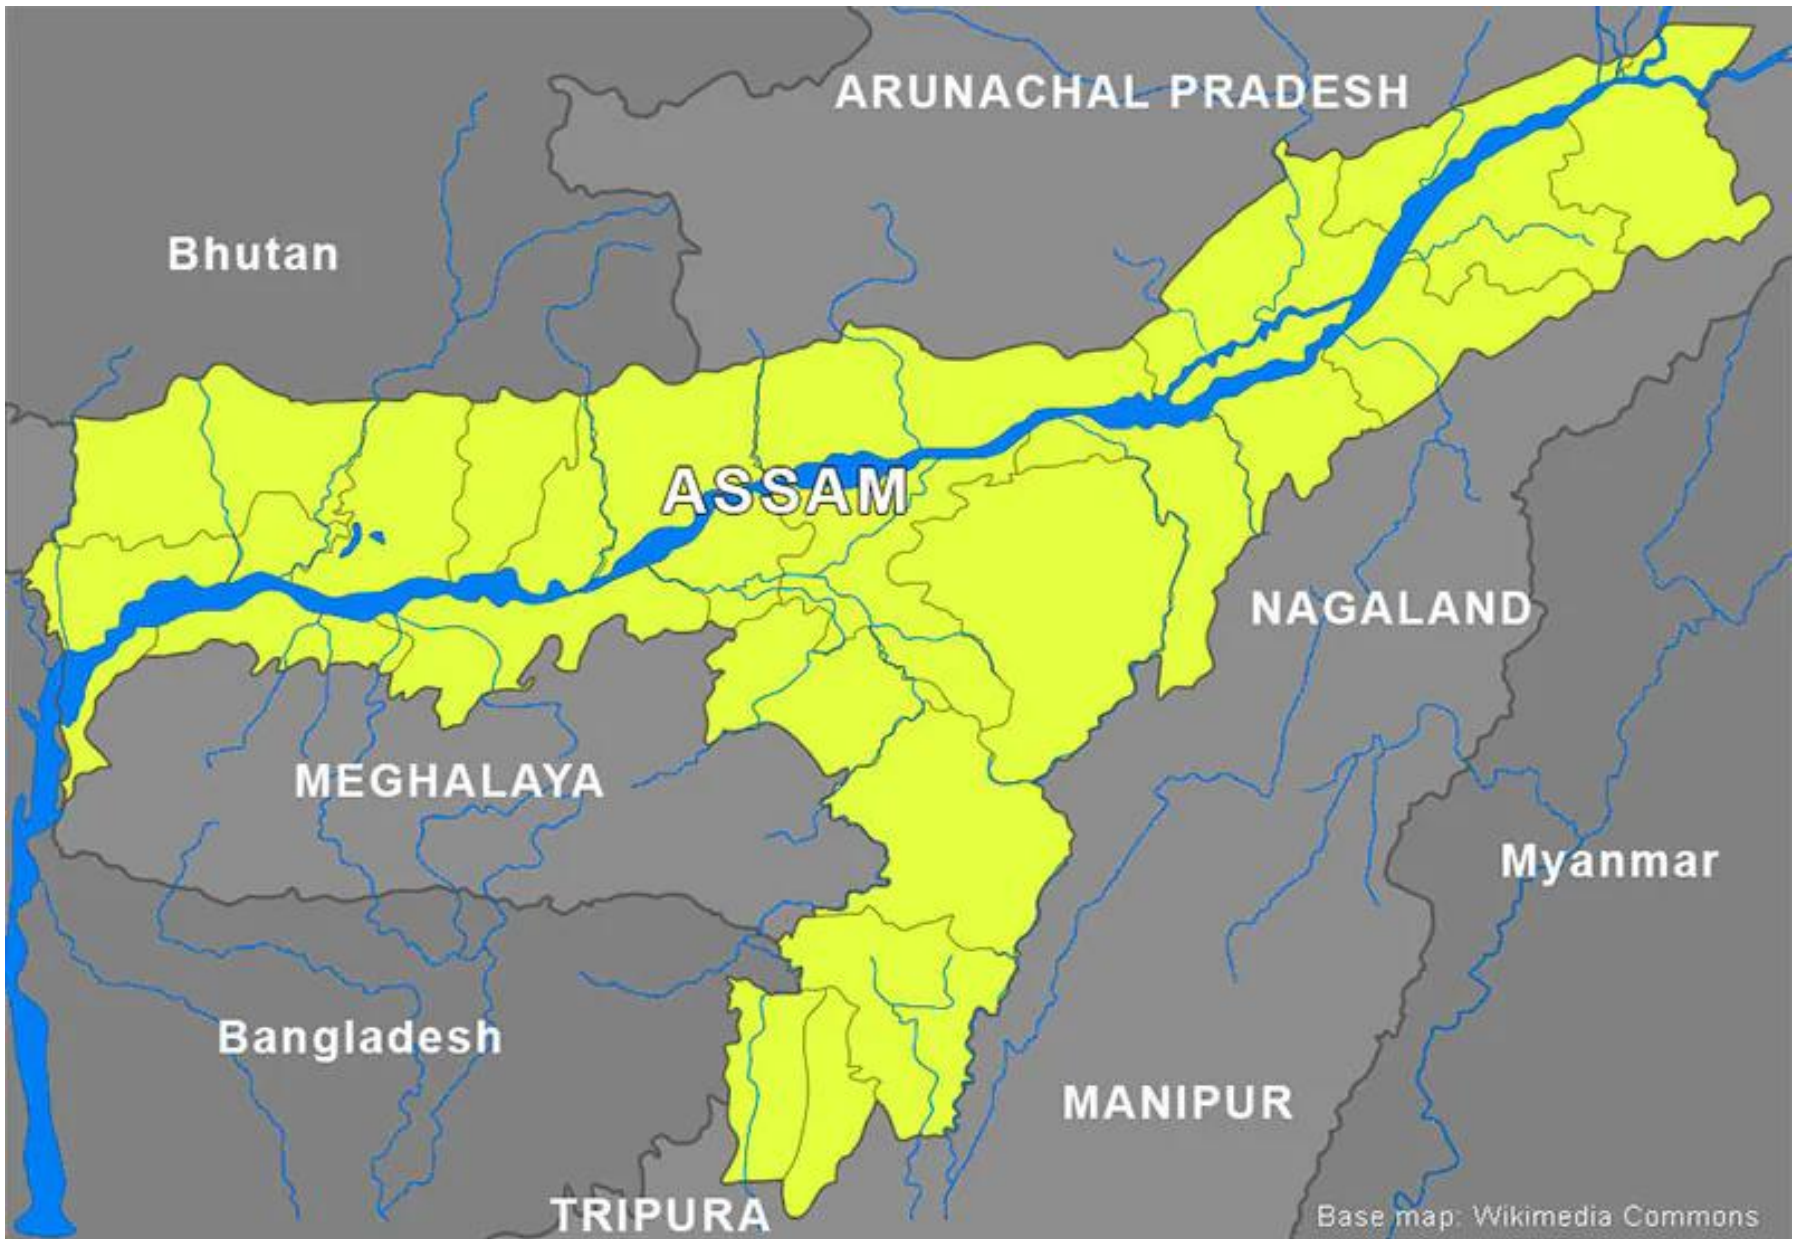 ARUNACHAL PRADESH
Bhutan
ASSAM
NAGALAND
MEGHALAYA
Myanmar
Bangladesh
MANIPUR
TRIPURA
Base map: Wikimedia Commons